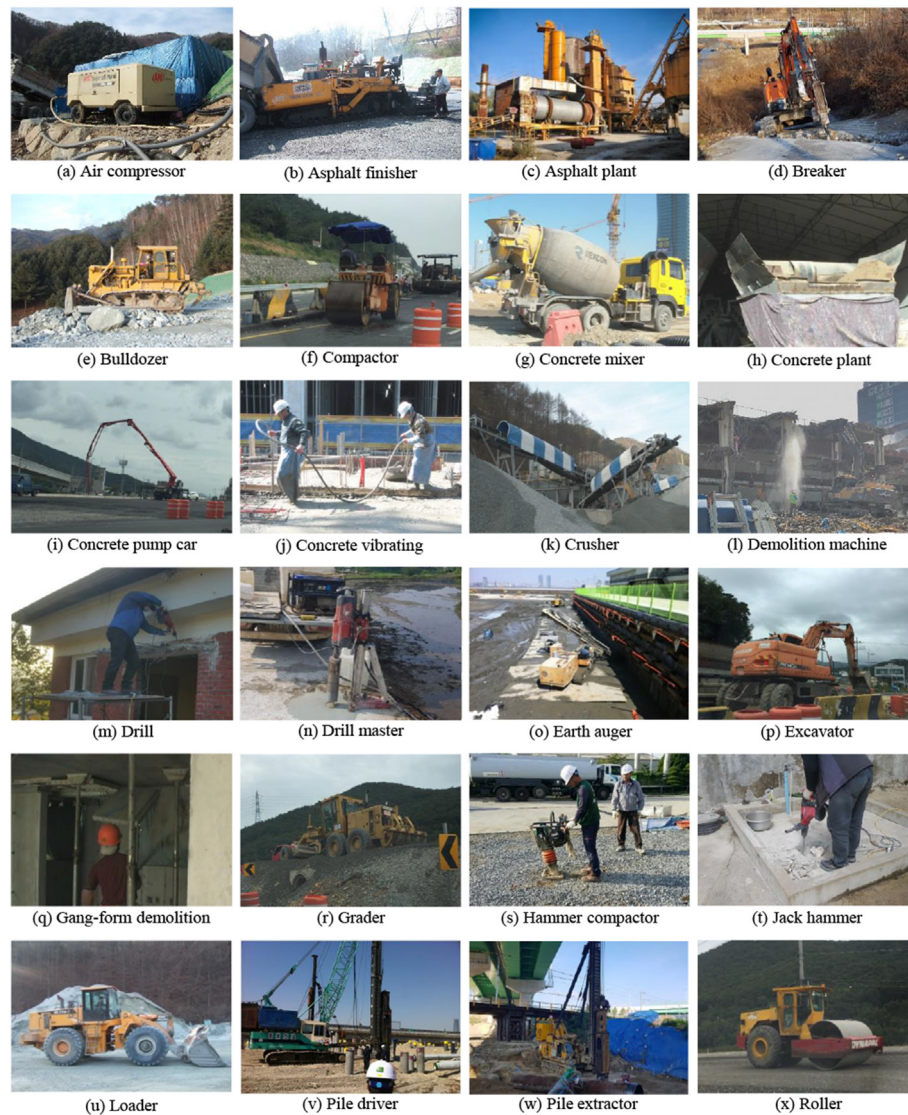 (a) Air compressor
(b) Asphalt finisher
(c) Asphalt plant
(d) Breaker
(e) Bulldozer
(f) Compactor
(g) Concrete mixer
(h) Concrete plant
(i) Concrete pump car
(j) Concrete vibrating
(k) Crusher
(l) Demolition machine
(m) Drill
(n) Drill master
(o) Earth auger
(p) Excavator
(q) Gang-form demolition
(r) Grader
(s) Hammer compactor
(t) Jack hammer
DYNAPAC
(u) Loader
(v) Pile driver
(w) Pile extractor
(x) Roller